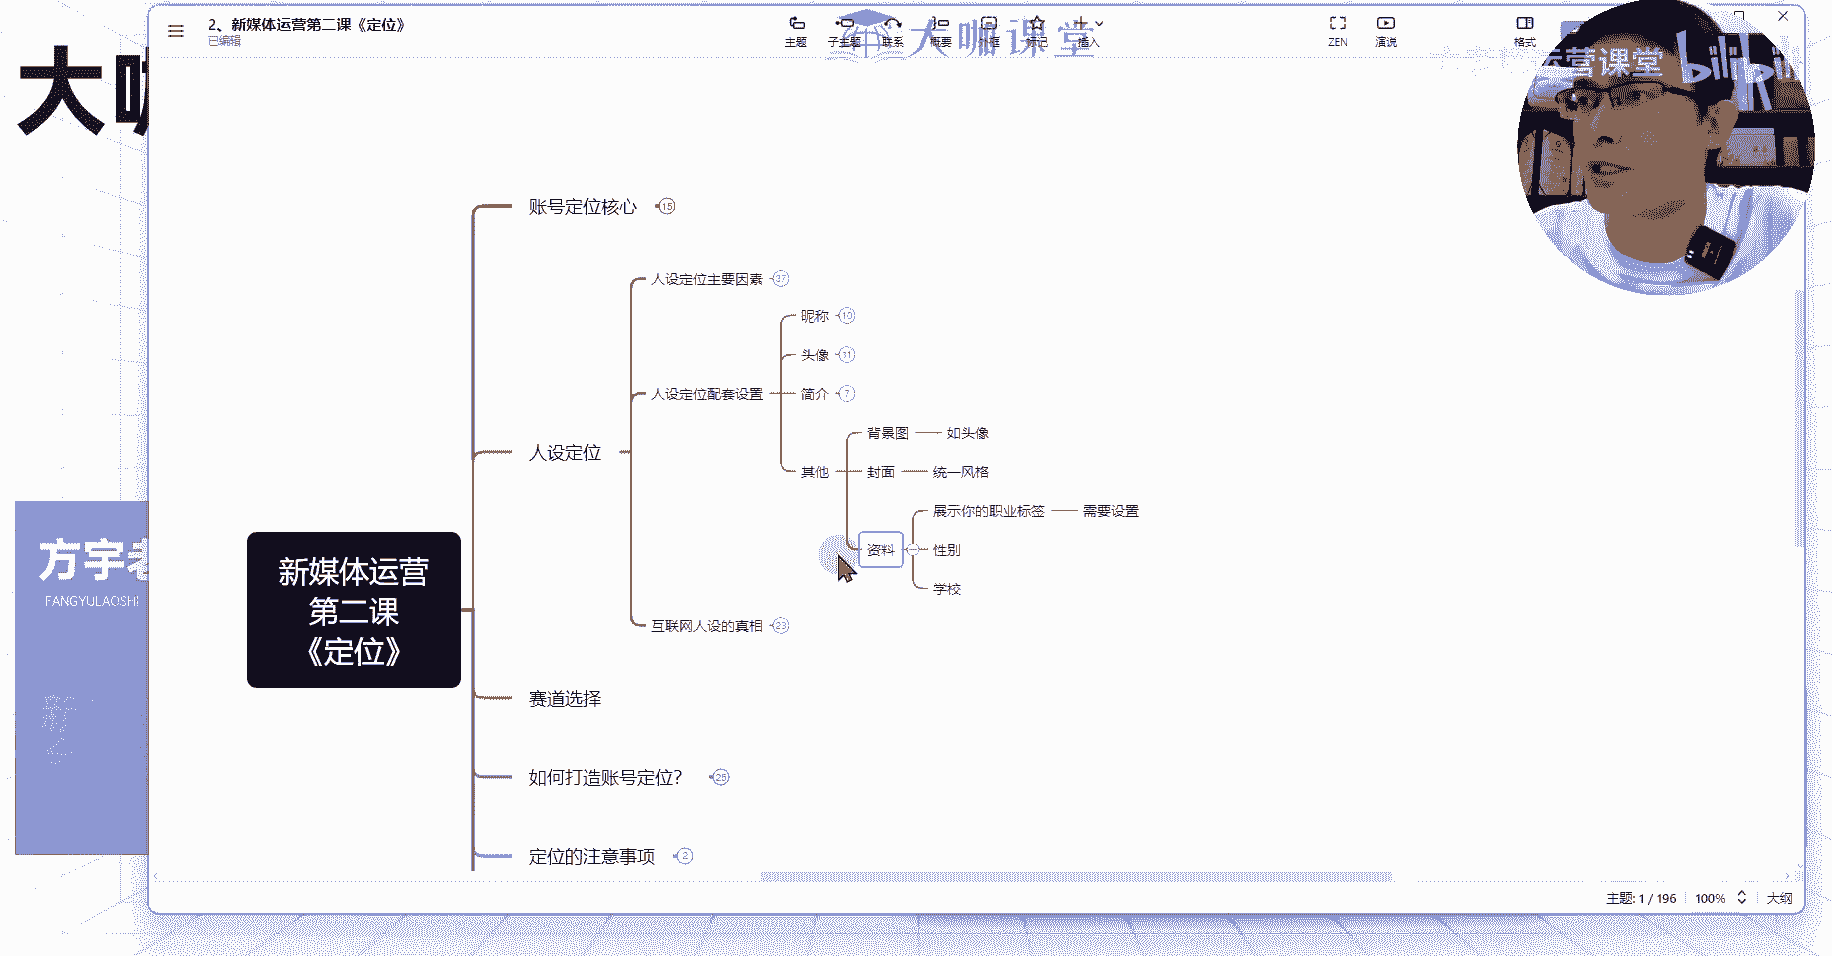 2、新媒体运营第二课《定位》
已编辑
主题
子主题
联系
概要
外框
标记
插入
ZEN
演说
格式
大咖课堂
运营课堂
bilibili
大咖
账号定位核心 15
人设定位主要因素 37
昵称 10
头像 11
人设定位配套设置
简介 7
背景图
如头像
人设定位
其他
封面
统一风格
展示你的职业标签
需要设置
资料
性别
学校
方宇老
FANGYULAOSHI
新媒体运营
第二课
《定位》
互联网人设的真相 23
赛道选择
如何打造账号定位? 25
定位的注意事项 2
主题: 1 / 196
100%
大纲